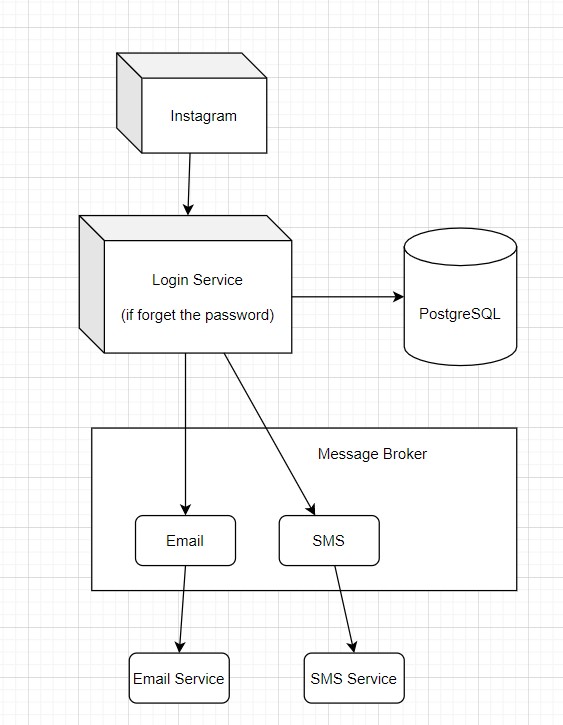 Instagram
Login Service
(if forget the password)
PostgreSQL
Message Broker
Email
SMS
Email Service
SMS Service